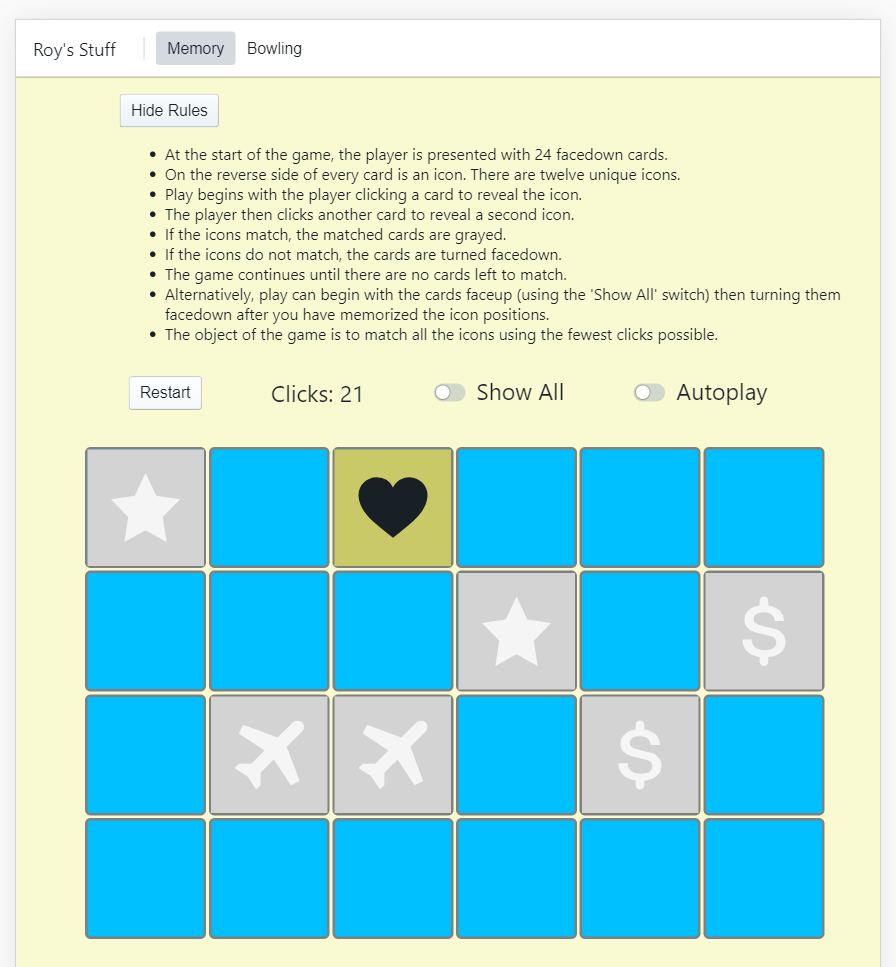 Roy's Stuff Memory Bowling
Hide Rules
At the start of the game, the player is presented with 24 facedown cards.
On the reverse side of every card is an icon. There are twelve unique icons.
Play begins with the player clicking a card to reveal the icon.
The player then clicks another card to reveal a second icon.
If the icons match, the matched cards are grayed.
If the icons do not match, the cards are turned facedown.
The game continues until there are no cards left to match.
Alternatively, play can begin with the cards faceup (using the 'Show All' switch) then turning them
facedown after you have memorized the icon positions.
The object of the game is to match all the icons using the fewest clicks possible.
Restart Clicks: 21 Show All Autoplay
$
$